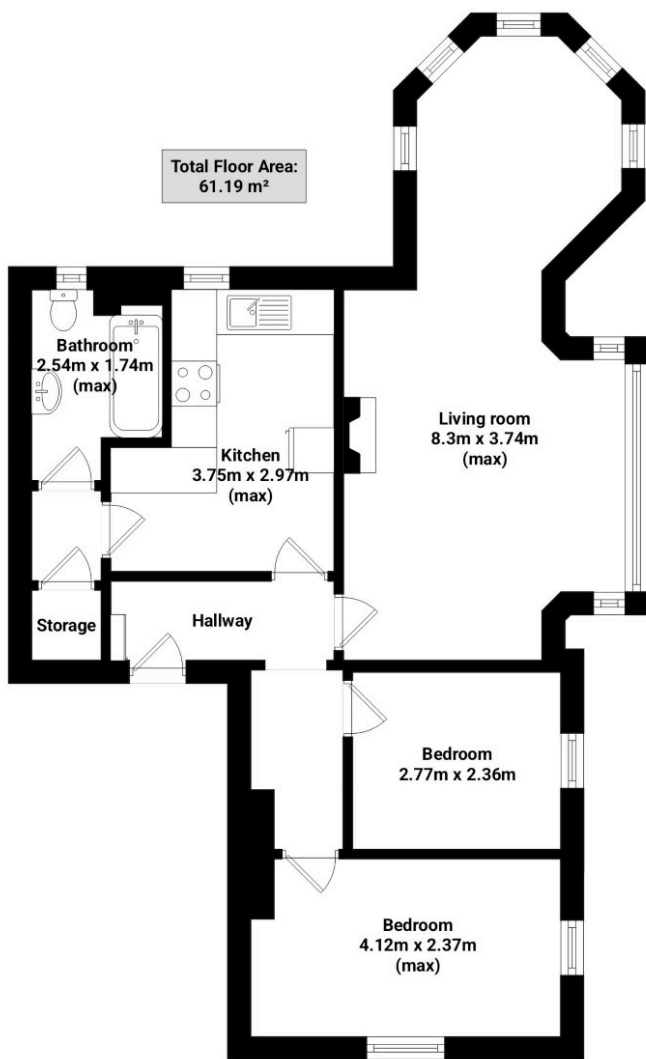 Total Floor Area:
61.19 m²
Bathroom
2.54m x 1.74m
(max)
Living room
8.3m x 3.74m
(max)
Kitchen
3.75m x 2.97m
(max)
Storage
Hallway
Bedroom
2.77m x 2.36m
Bedroom
4.12m x 2.37m
(max)